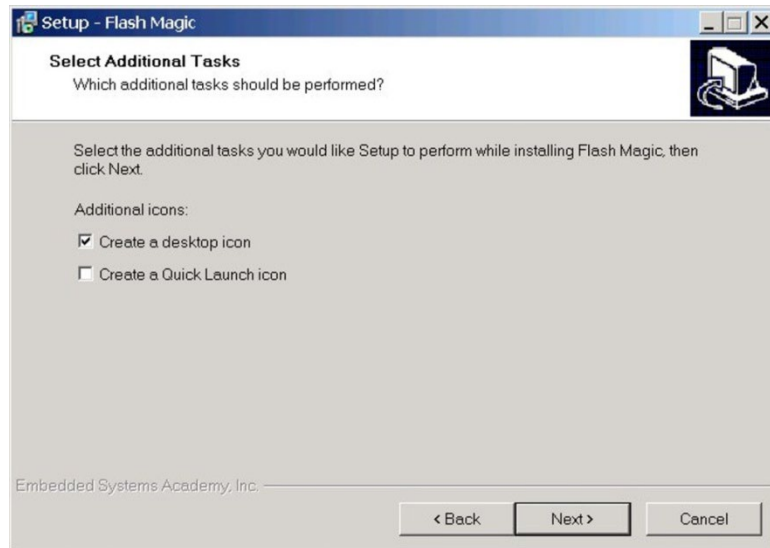 Setup - Flash Magic
Select Additional Tasks
Which additional tasks should be performed?
Select the additional tasks you would like Setup to perform while installing Flash Magic, then
click Next.
Additional icons:
Create a desktop icon
Create a Quick Launch icon
Embedded Systems Academy, Inc.
< Back
Next >
Cancel